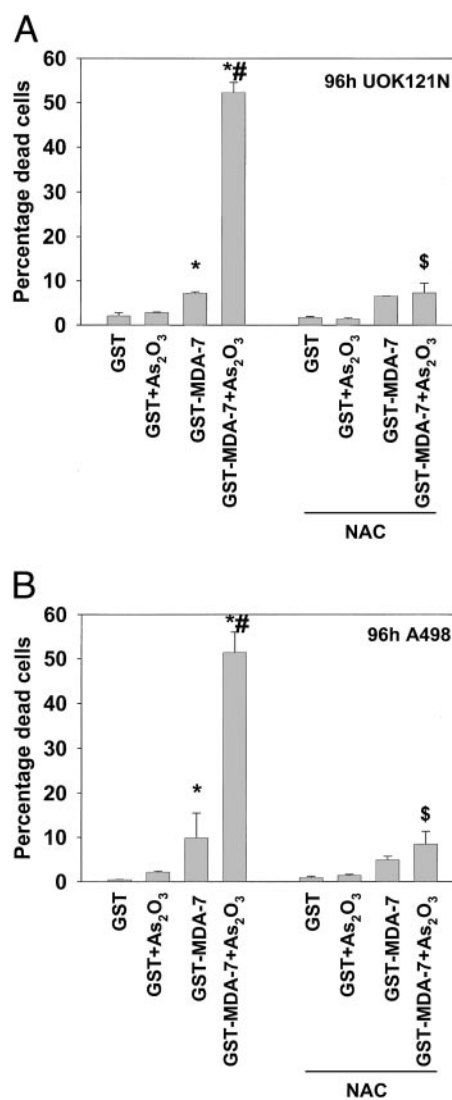 A
60
50
40
30
20
10
0
Percentage dead cells
*#
96h UOK121N
*
$
GST
GST+As₂O₃
GST-MDA-7
GST-MDA-7+As₂O₃
GST
GST+As₂O₃
GST-MDA-7
GST-MDA-7+As₂O₃
NAC
B
60
50
40
30
20
10
0
Percentage dead cells
*#
96h A498
*
$
GST
GST+As₂O₃
GST-MDA-7
GST-MDA-7+As₂O₃
GST
GST+As₂O₃
GST-MDA-7
GST-MDA-7+As₂O₃
NAC